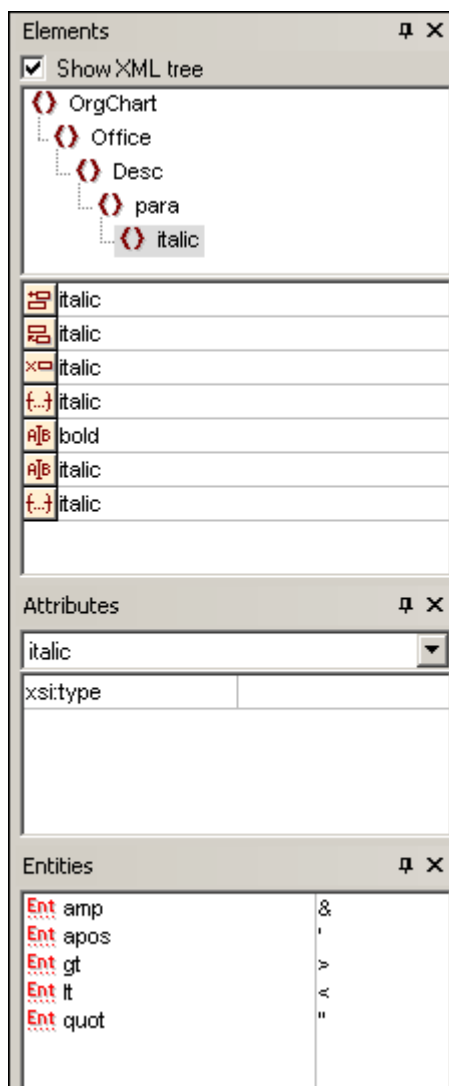 Elements
Show XML tree
OrgChart
Office
Desc
para
italic
italic
italic
italic
{...} italic
A|B bold
A|B italic
{...} italic
Attributes
italic
xsi:type
Entities
Ent amp &
Ent apos '
Ent gt >
Ent lt <
Ent quot "